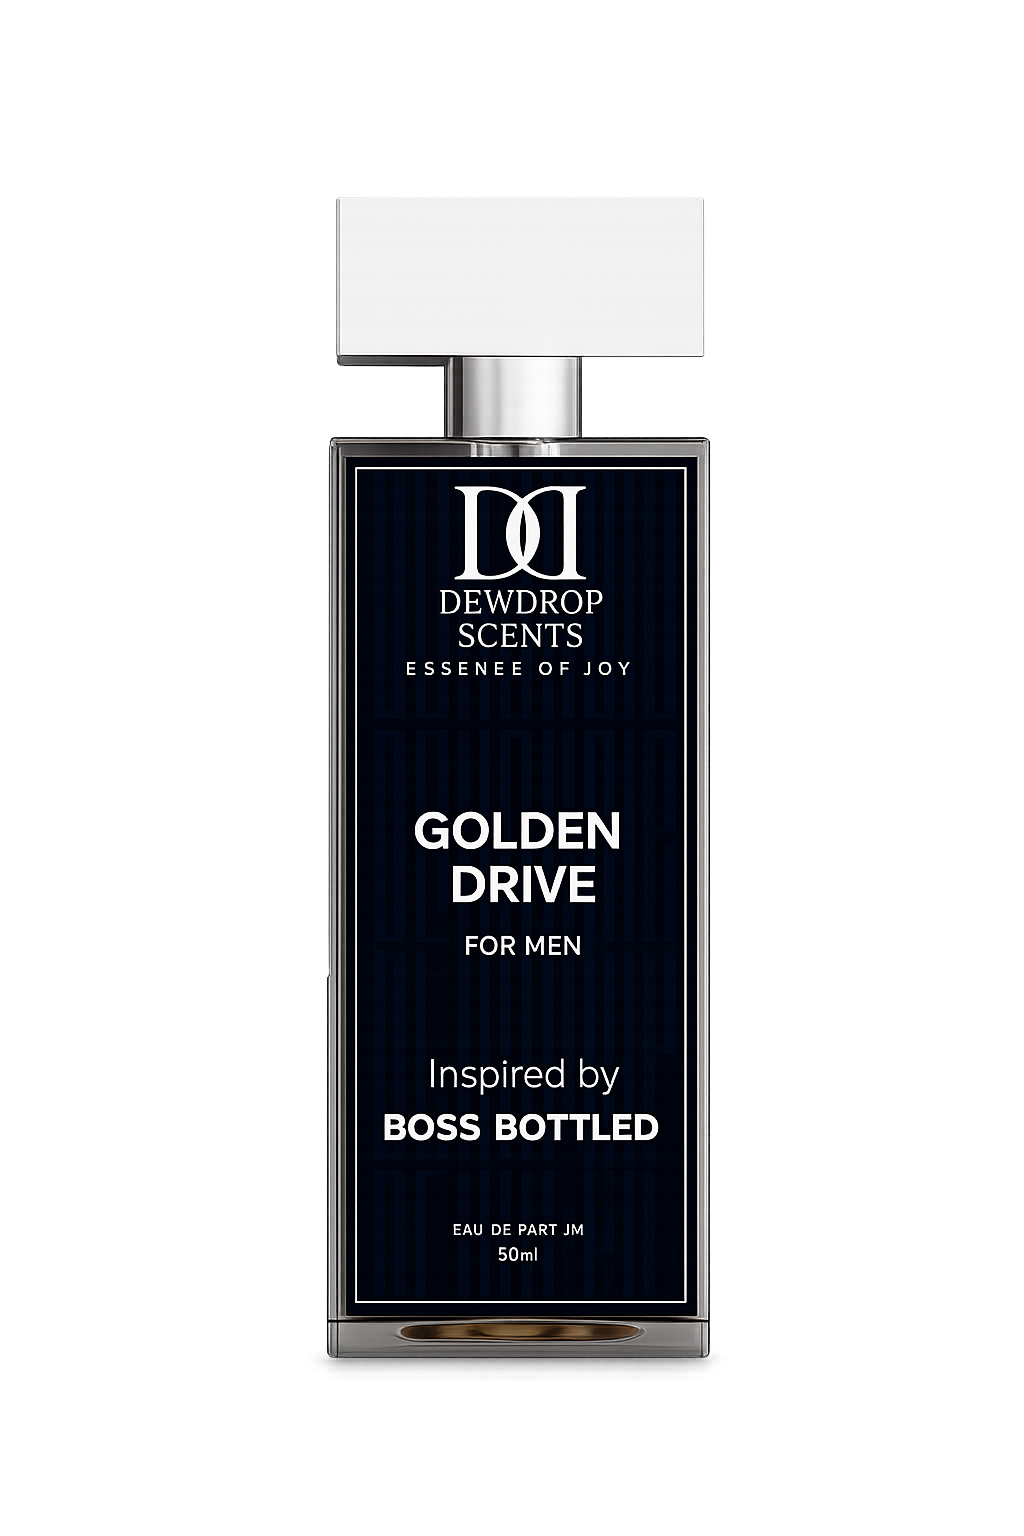 DD
DEWDROP
SCENTS
ESSENEE OF JOY
GOLDEN
DRIVE
FOR MEN
Inspired by
BOSS BOTTLED
EAU DE PART JM
50ml